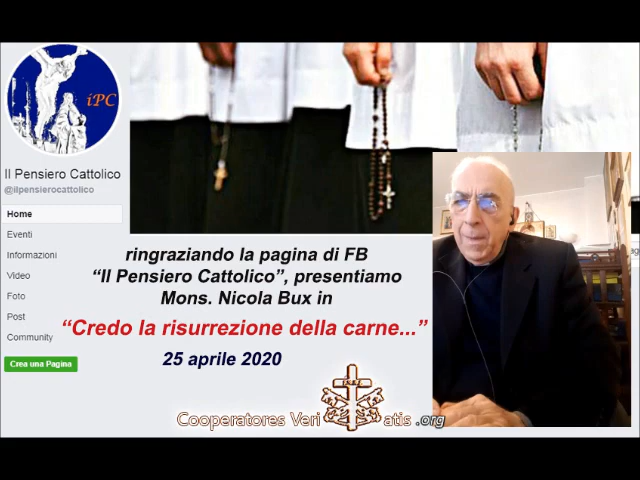 iPC
Il Pensiero Cattolico
@ilpensierocattolico
Home
Eventi
Informazioni
Video
Foto
Post
Community
Crea una Pagina
ringraziando la pagina di FB
“Il Pensiero Cattolico”, presentiamo
Mons. Nicola Bux in
“Credo la risurrezione della carne...”
25 aprile 2020
Cooperatores Veri atis .org